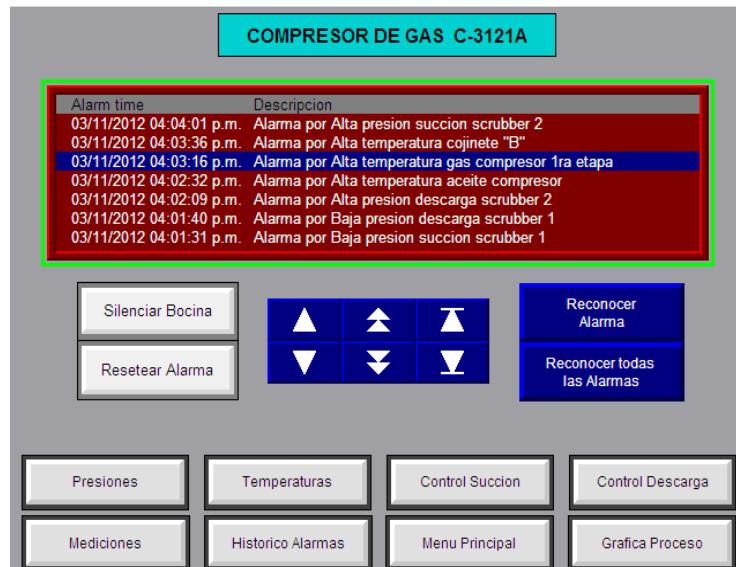 COMPRESOR DE GAS C-3121A
Alarm time Descripcion
03/11/2012 04:04:01 p.m. Alarma por Alta presion succion scrubber 2
03/11/2012 04:03:36 p.m. Alarma por Alta temperatura cojinete "B"
03/11/2012 04:03:16 p.m. Alarma por Alta temperatura gas compresor 1ra etapa
03/11/2012 04:02:32 p.m. Alarma por Alta temperatura aceite compresor
03/11/2012 04:02:09 p.m. Alarma por Alta presion descarga scrubber 2
03/11/2012 04:01:40 p.m. Alarma por Baja presion descarga scrubber 1
03/11/2012 04:01:31 p.m. Alarma por Baja presion succion scrubber 1
Silenciar Bocina
Resetear Alarma
Reconocer
Alarma
Reconocer todas
las Alarmas
Presiones Temperaturas Control Succion Control Descarga
Mediciones Historico Alarmas Menu Principal Grafica Proceso